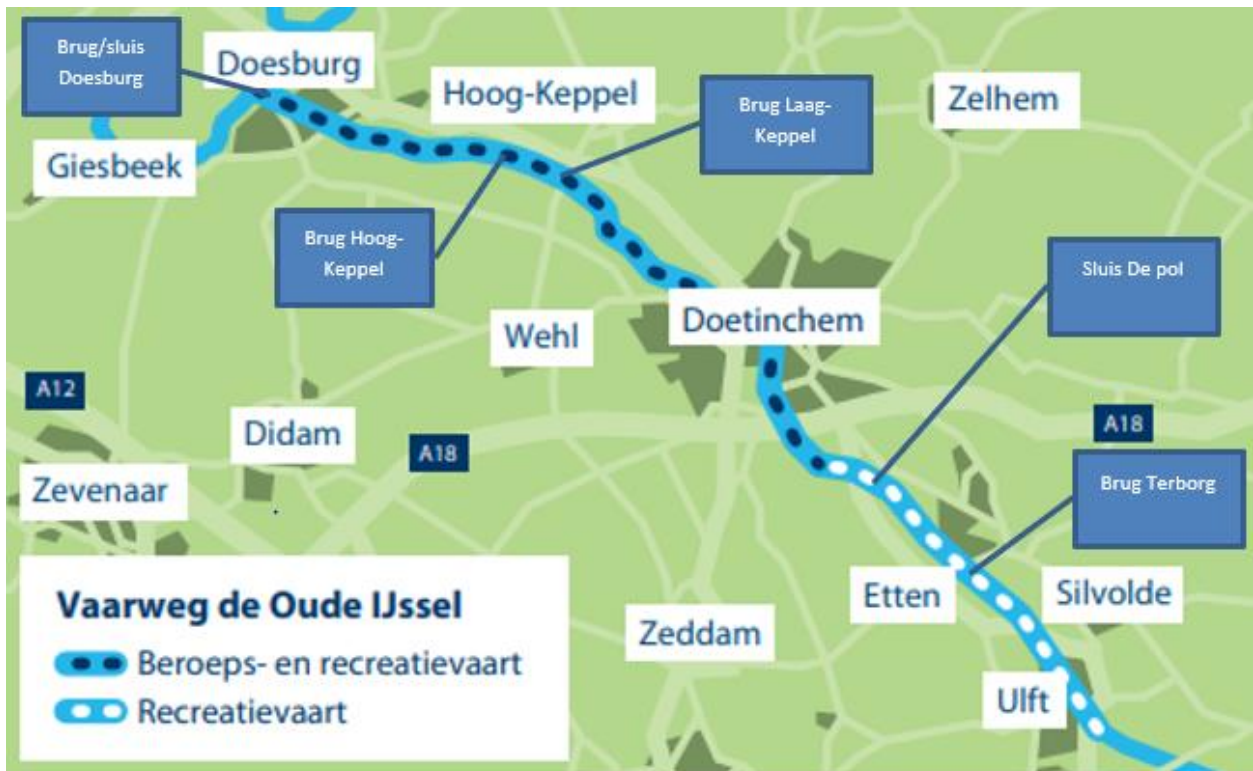 Brug/sluis
Doesburg
Doesburg
Hoog-Keppel
Brug Laag-
Keppel
Zelhem
Giesbeek
Brug Hoog-
Keppel
Sluis De pol
Wehl
Doetinchem
A12
Didam
A18
A18
Zevenaar
Brug Terborg
Etten
Silvolde
Zeddam
Ulft
Vaarweg de Oude IJssel
Beroeps- en recreatievaart
Recreatievaart